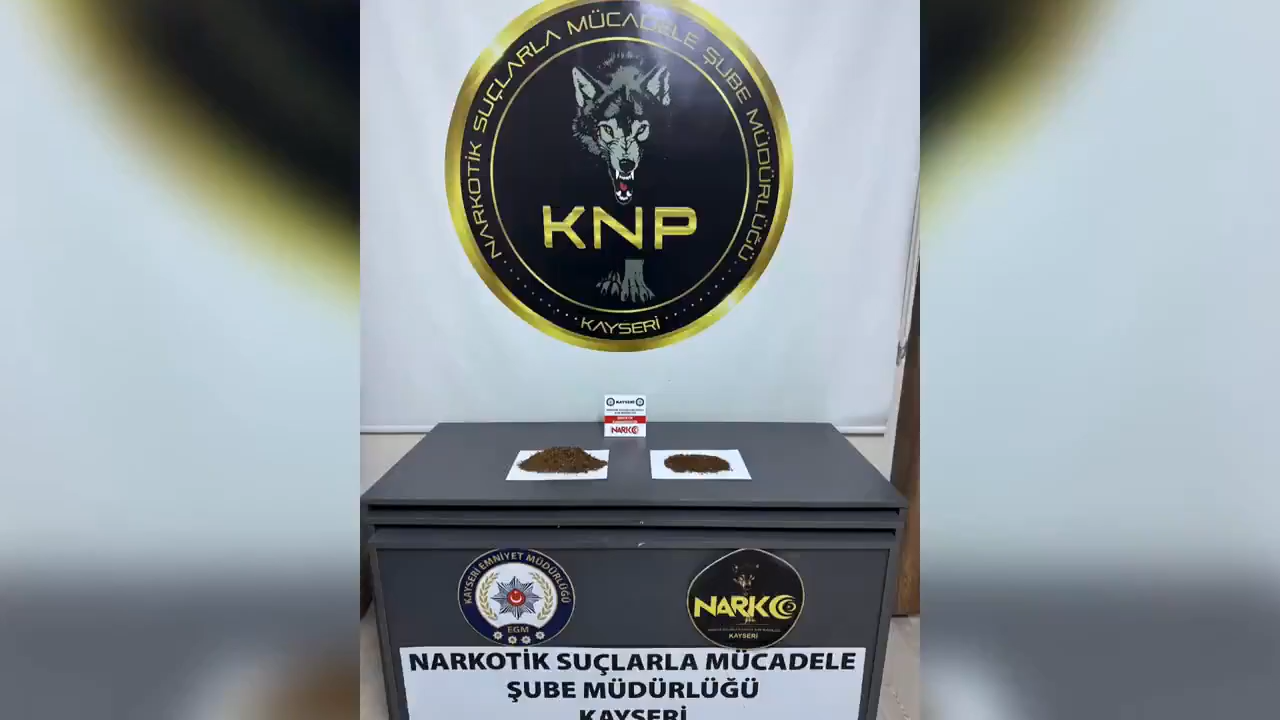 NARKOTİK SUÇLARLA MÜCADELE ŞUBE MÜDÜRLÜĞÜ
KNP
KAYSERİ
KAYSERİ
NARKO
KAYSERİ EMNİYET MÜDÜRLÜĞÜ
EGM
NARKO
KAYSERİ
NARKOTİK SUÇLARLA MÜCADELE
ŞUBE MÜDÜRLÜĞÜ
KAYSERİ